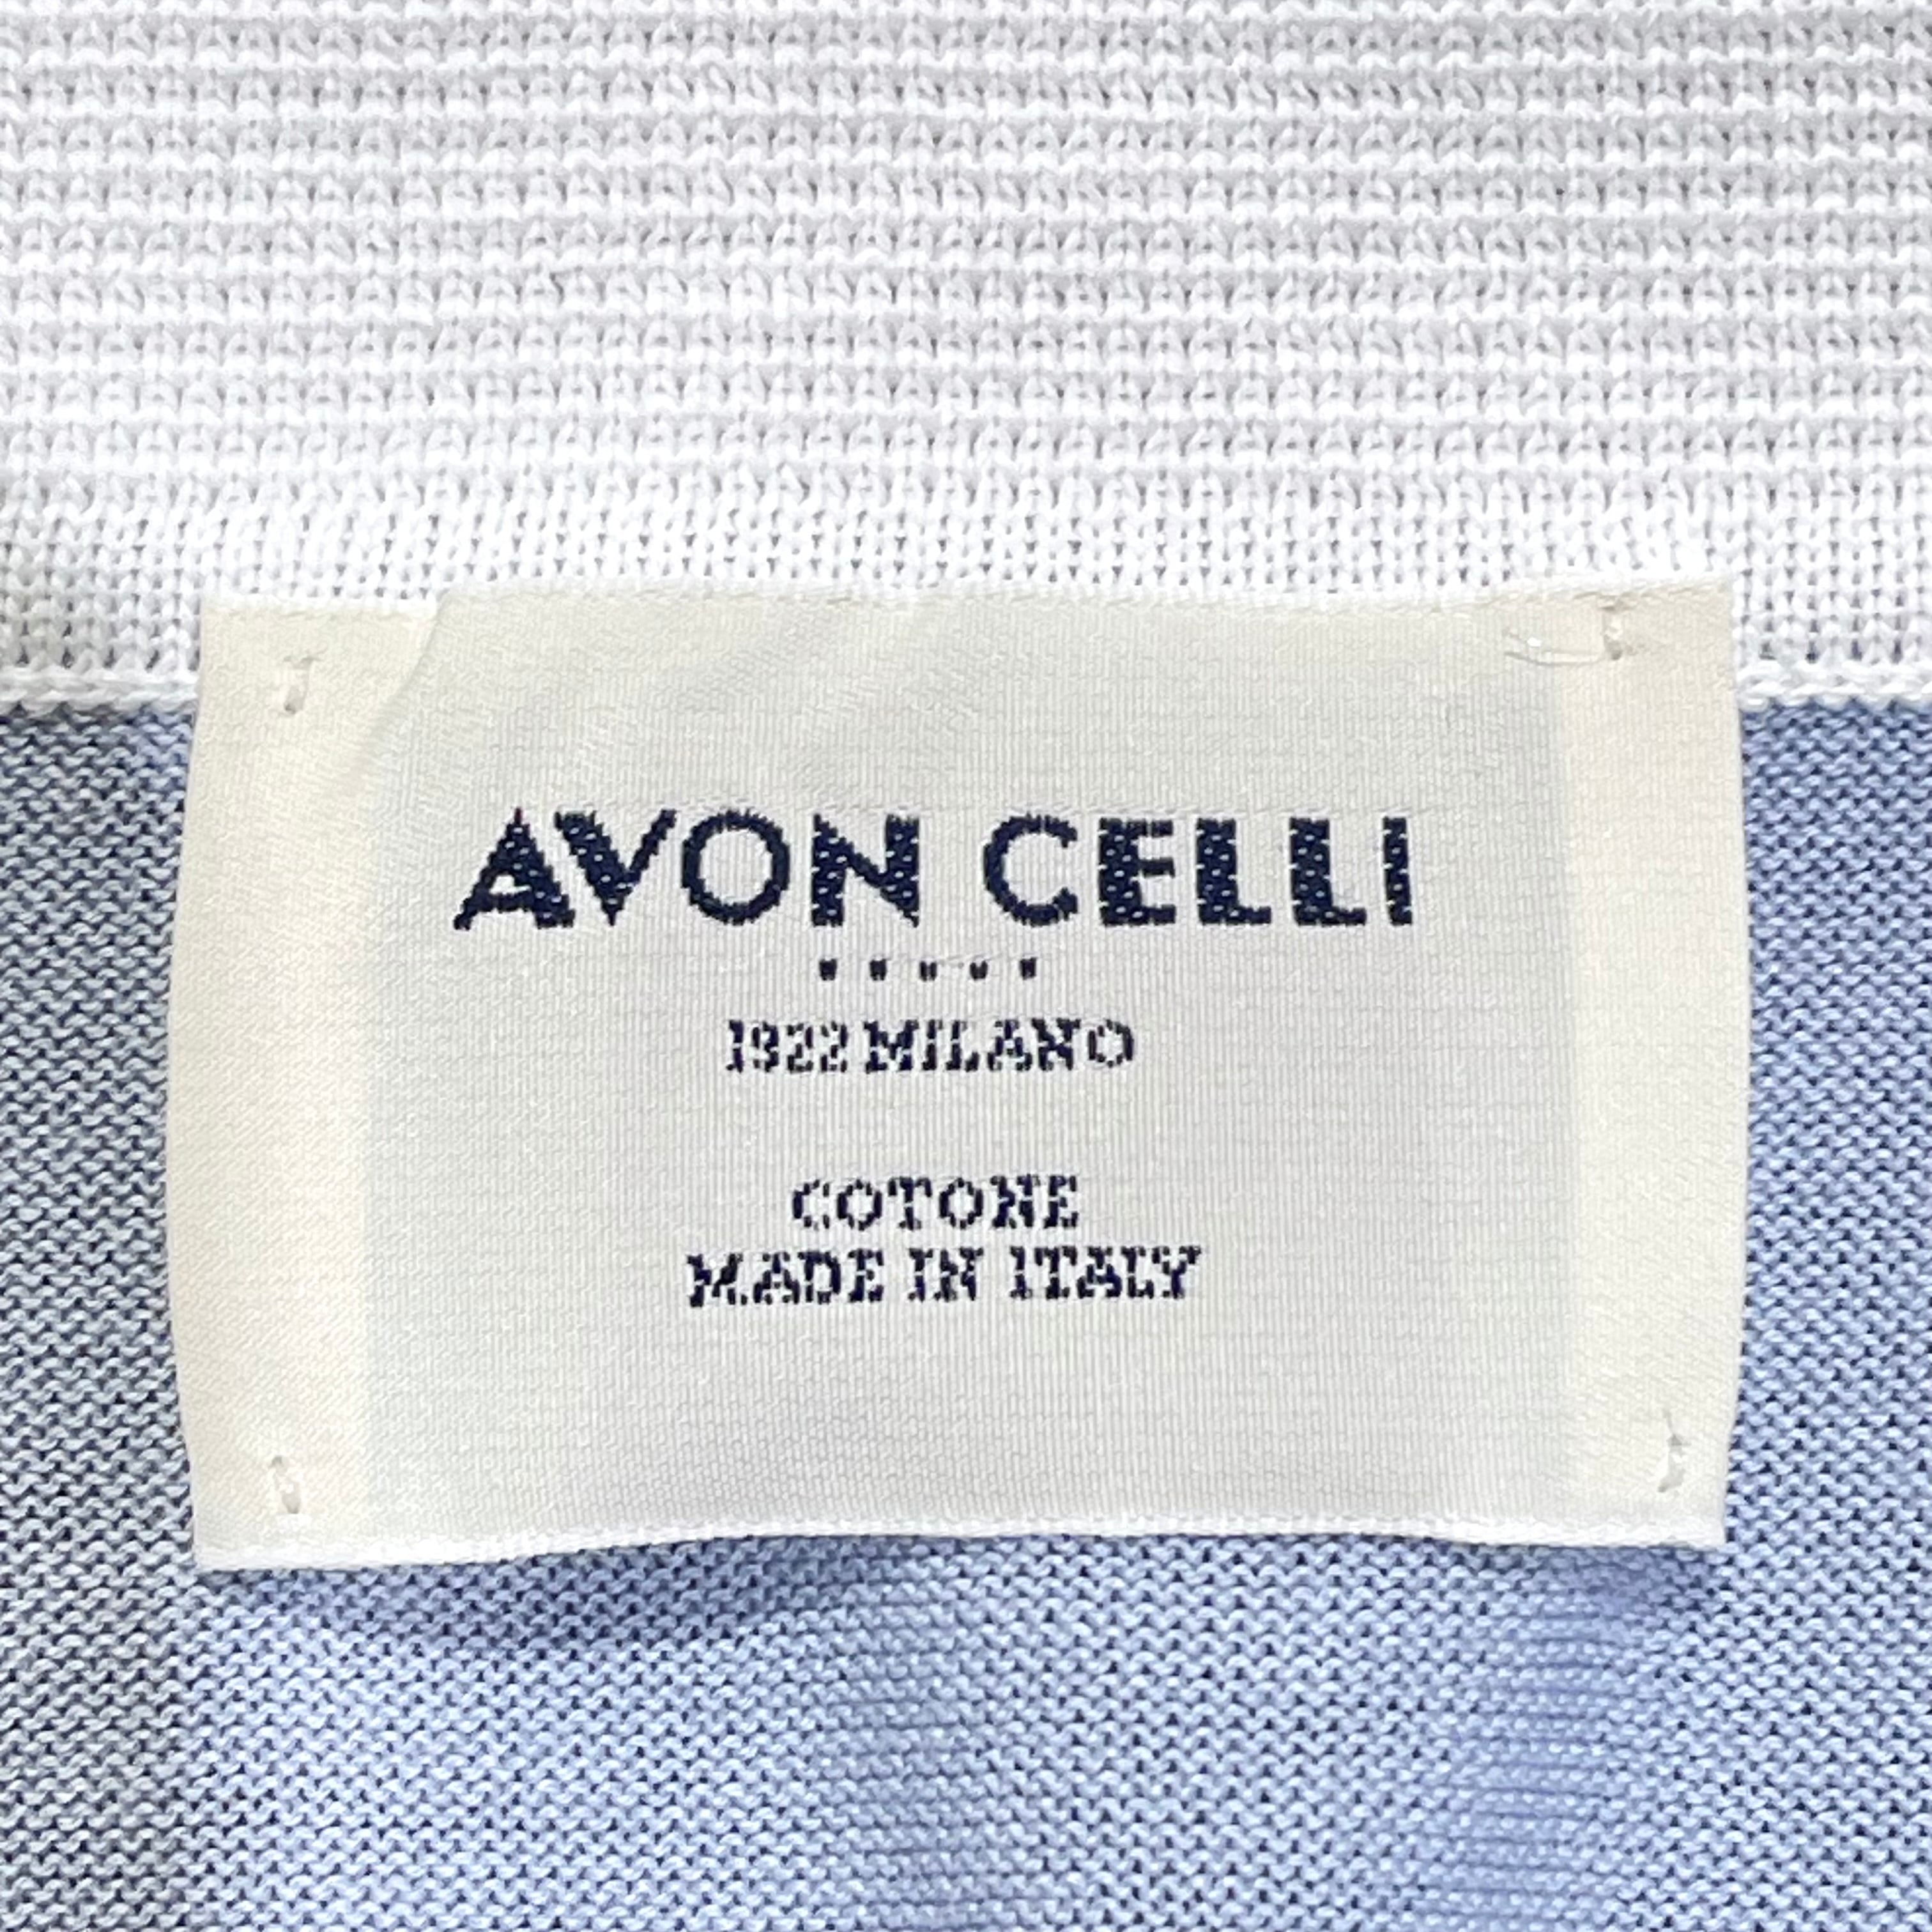 AVON CELLI
.....
1922 MILANO
COTONE
MADE IN ITALY